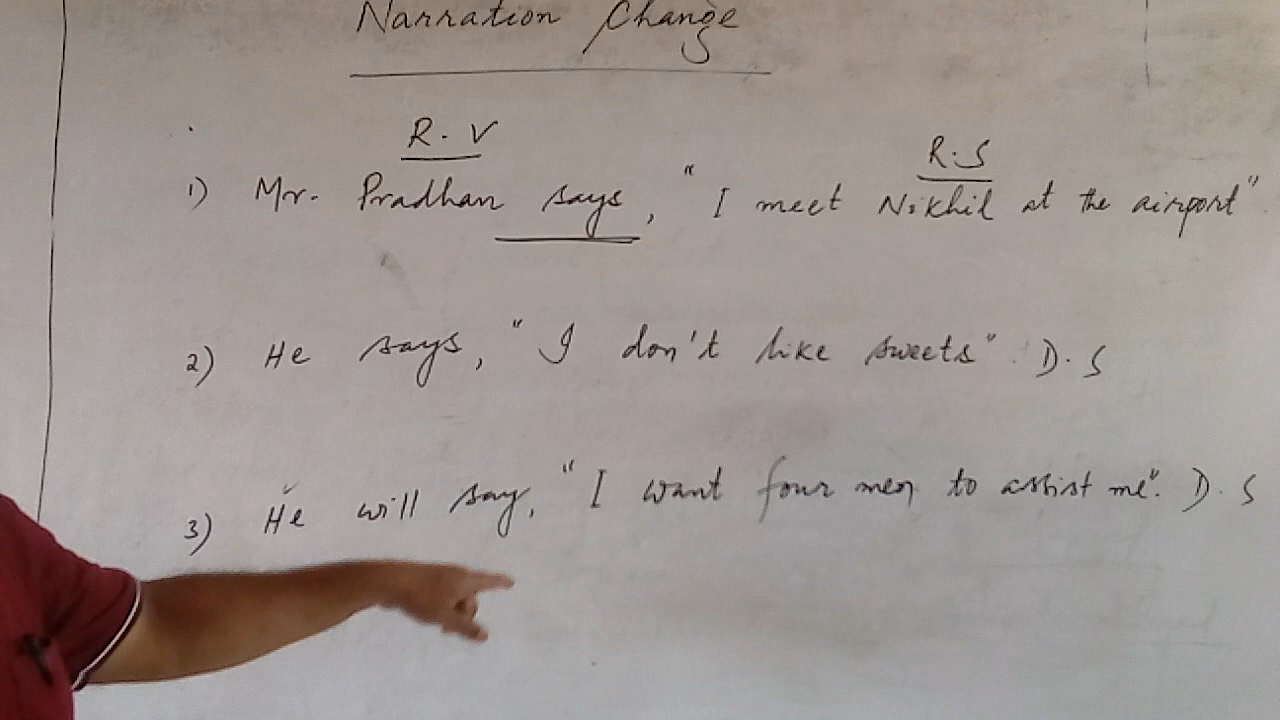 Narration Change
R. V
R.S
1) Mr. Pradhan says, "I meet Nikhil at the airport"
2) He says, "I don't like sweets" D. S
3) He will say, "I want four men to assist me". D. S